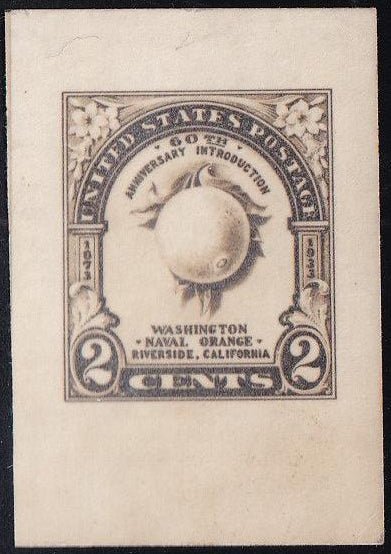 UNITED STATES POSTAGE
60TH
ANNIVERSARY INTRODUCTION
1873
1933
WASHINGTON
· NAVAL ORANGE ·
RIVERSIDE, CALIFORNIA
2 CENTS 2